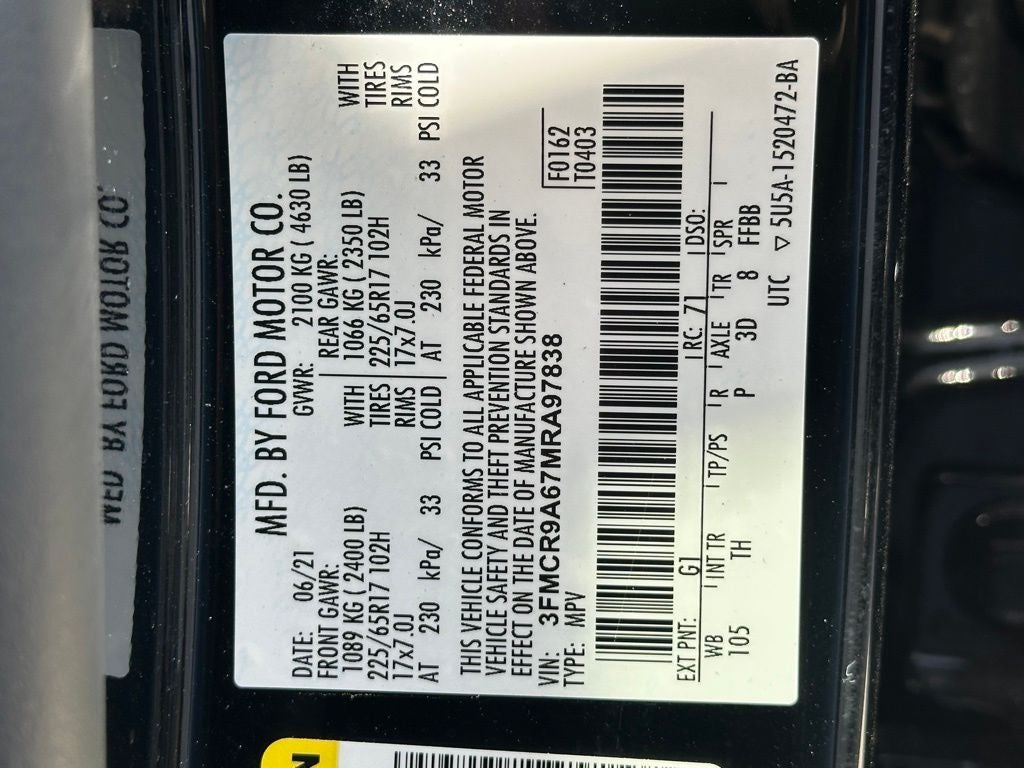 MFD. BY FORD MOTOR CO.
DATE: 06/21 GVWR: 2100 KG ( 4630 LB)
FRONT GAWR: REAR GAWR:
1089 KG ( 2400 LB) WITH 1066 KG ( 2350 LB) WITH
225/65R17 102H TIRES 225/65R17 102H TIRES
17x7.0J RIMS 17x7.0J RIMS
AT 230 kPa/ 33 PSI COLD AT 230 kPa/ 33 PSI COLD
THIS VEHICLE CONFORMS TO ALL APPLICABLE FEDERAL MOTOR
VEHICLE SAFETY AND THEFT PREVENTION STANDARDS IN
EFFECT ON THE DATE OF MANUFACTURE SHOWN ABOVE.
VIN: 3FMCR9A67MRA97838
TYPE: MPV
F0162
T0403
EXT PNT: G1 RC: 71 DSO:
WB INT TR TP/PS R AXLE TR SPR
105 TH P 3D 8 FFBB
UTC ▽ 5U5A-1520472-BA
MFD. BY FORD MOTOR CO.
N